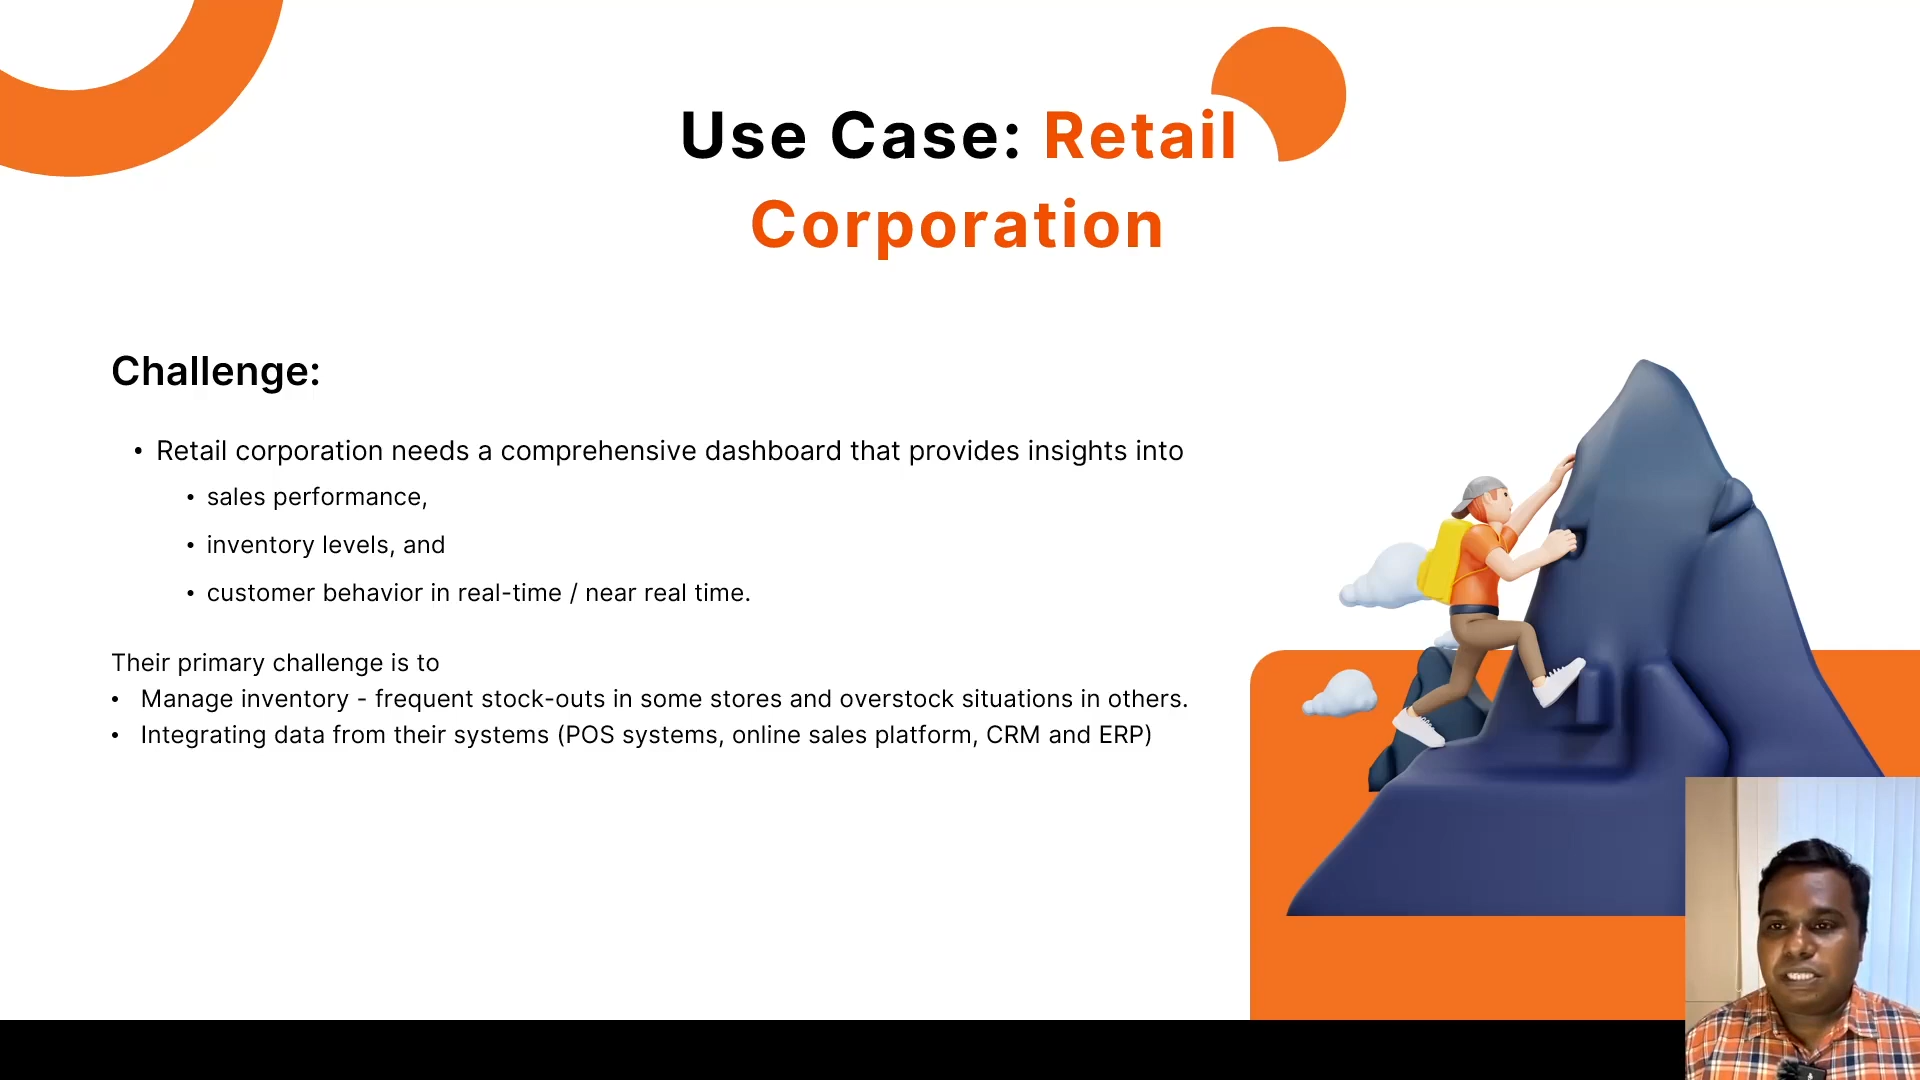 Use Case: Retail
Corporation
Challenge:
• Retail corporation needs a comprehensive dashboard that provides insights into
• sales performance,
• inventory levels, and
• customer behavior in real-time / near real time.
Their primary challenge is to
• Manage inventory - frequent stock-outs in some stores and overstock situations in others.
• Integrating data from their systems (POS systems, online sales platform, CRM and ERP)